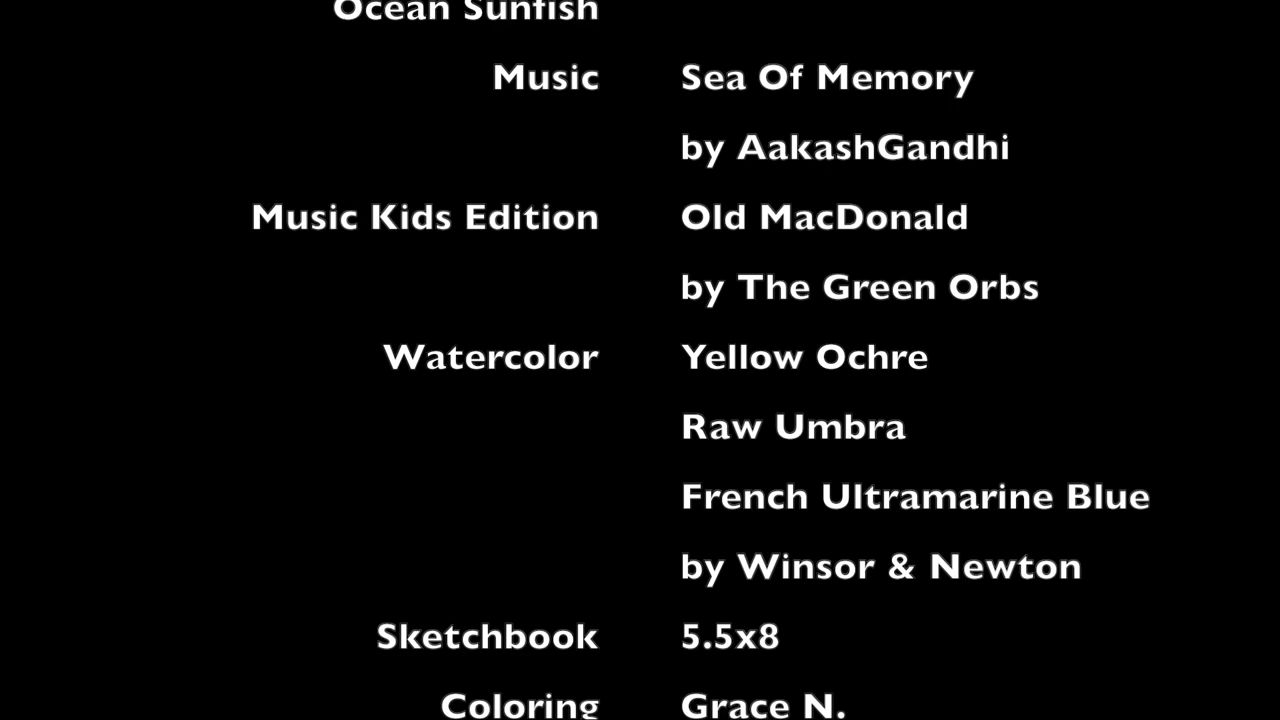 Ocean Sunfish
Music Sea Of Memory
by AakashGandhi
Music Kids Edition Old MacDonald
by The Green Orbs
Watercolor Yellow Ochre
Raw Umbra
French Ultramarine Blue
by Winsor & Newton
Sketchbook 5.5x8
Coloring Grace N.